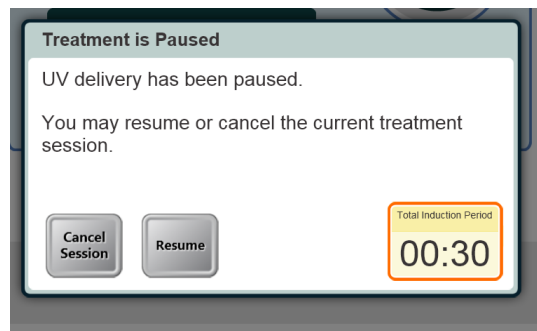 Treatment is Paused
UV delivery has been paused.
You may resume or cancel the current treatment
session.
Total Induction Period
Cancel
Session
Resume
00:30